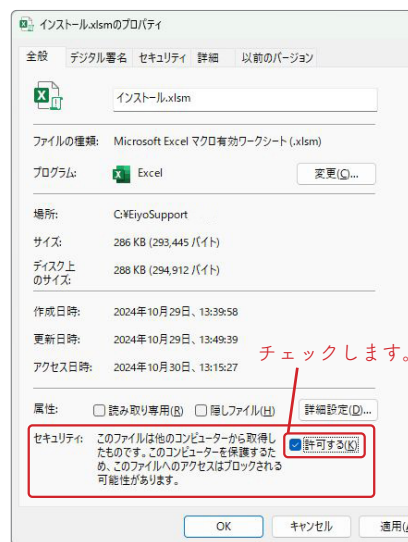 インストール.xlsmのプロパティ
全般 デジタル署名 セキュリティ 詳細 以前のバージョン
インストール.xlsm
ファイルの種類: Microsoft Excel マクロ有効ワークシート (.xlsm)
プログラム: Excel 変更(C)...
場所: C:¥EiyoSupport
サイズ: 286 KB (293,445 バイト)
ディスク上
のサイズ: 288 KB (294,912 バイト)
作成日時: 2024年10月29日、13:39:58
更新日時: 2024年10月29日、13:49:39
チェックします。
アクセス日時: 2024年10月30日、13:15:27
属性: 読み取り専用(R) 隠しファイル(H) 詳細設定(D)...
セキュリティ: このファイルは他のコンピューターから取得し
たものです。このコンピューターを保護するた
め、このファイルへのアクセスはブロックされる
可能性があります。
許可する(K)
OK キャンセル 適用(